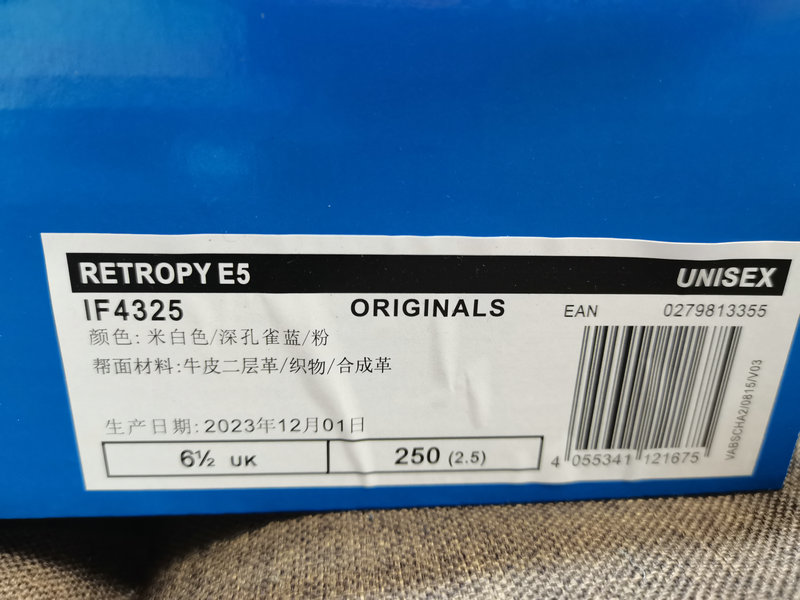 RETROPY E5 UNISEX
IF4325 ORIGINALS EAN 0279813355
颜色: 米白色/深孔雀蓝/粉
帮面材料:牛皮二层革/织物/合成革
生产日期:2023年12月01日
6½ UK 250 (2.5)
4 055341 121675
VABSCHA2/0815/V03